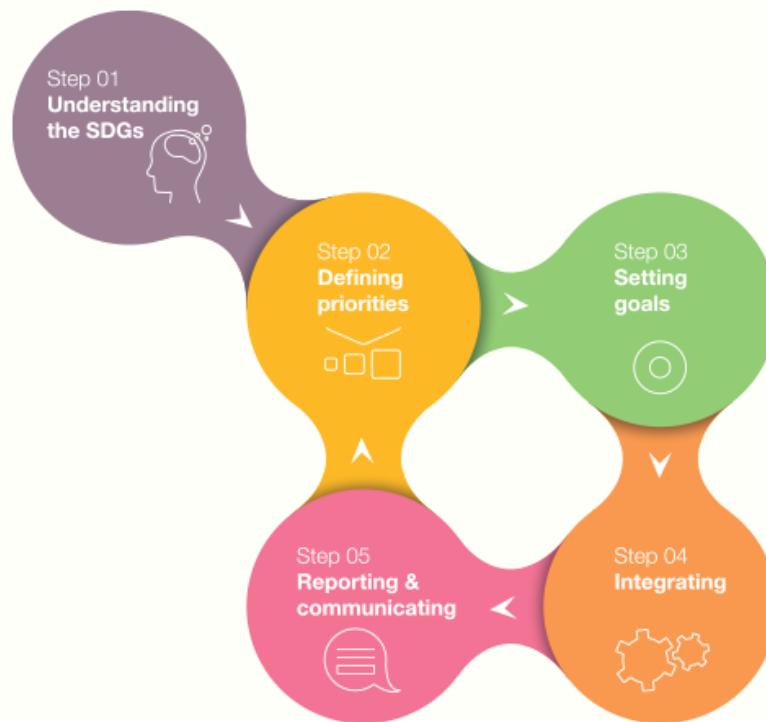 Step 01
Understanding
the SDGs
Step 02
Defining
priorities
Step 03
Setting
goals
Step 04
Integrating
Step 05
Reporting &
communicating